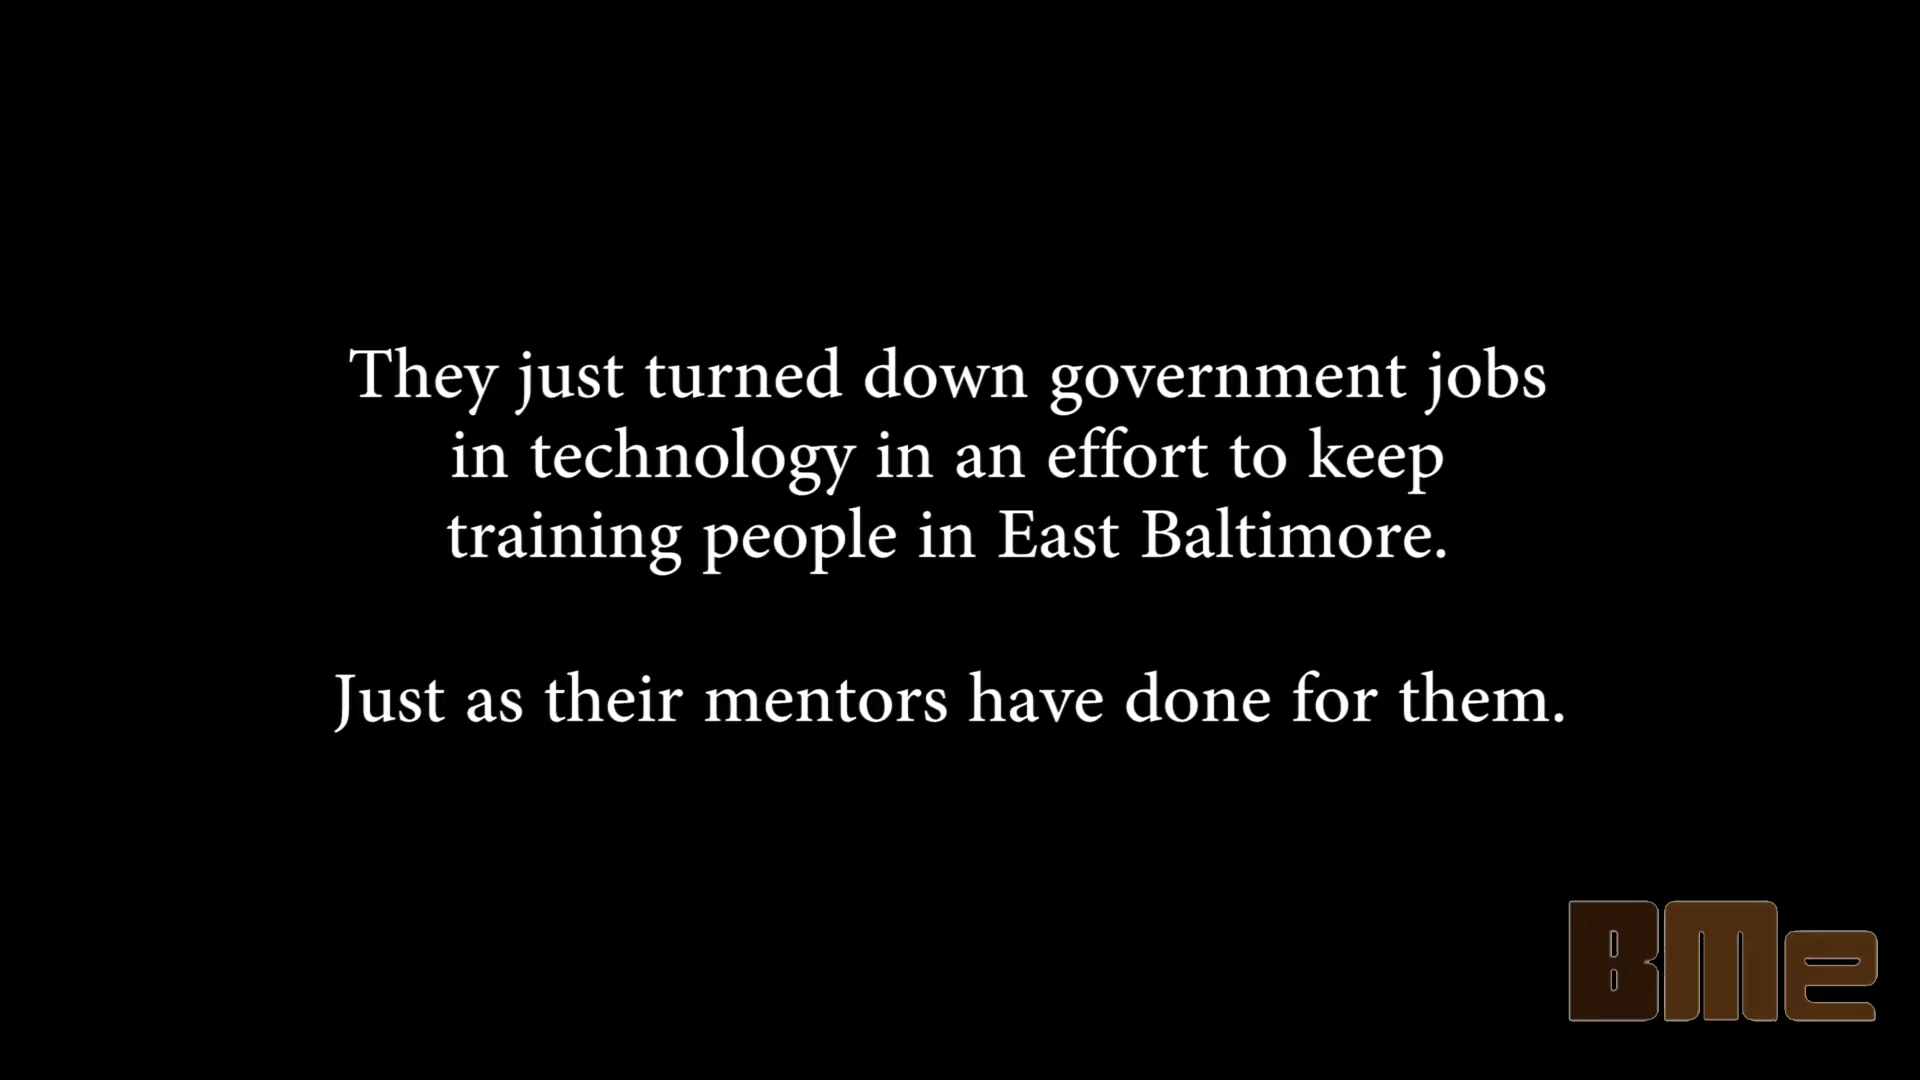 They just turned down government jobs
in technology in an effort to keep
training people in East Baltimore.
Just as their mentors have done for them.
BMe